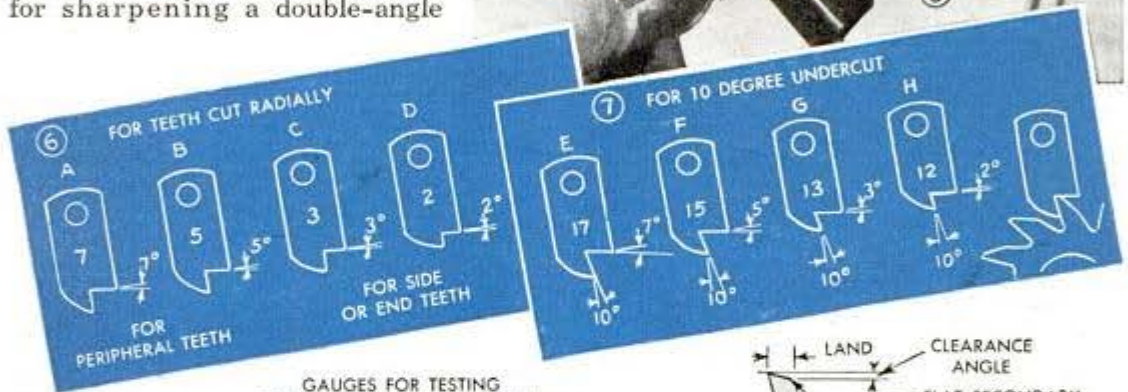 for sharpening a double-angle
6
FOR TEETH CUT RADIALLY
A
B
C
D
7
5
3
2
7°
5°
3°
2°
FOR
PERIPHERAL TEETH
FOR SIDE
OR END TEETH
7
FOR 10 DEGREE UNDERCUT
E
F
G
H
17
15
13
12
7°
5°
3°
2°
10°
10°
10°
10°
GAUGES FOR TESTING
LAND
CLEARANCE
ANGLE